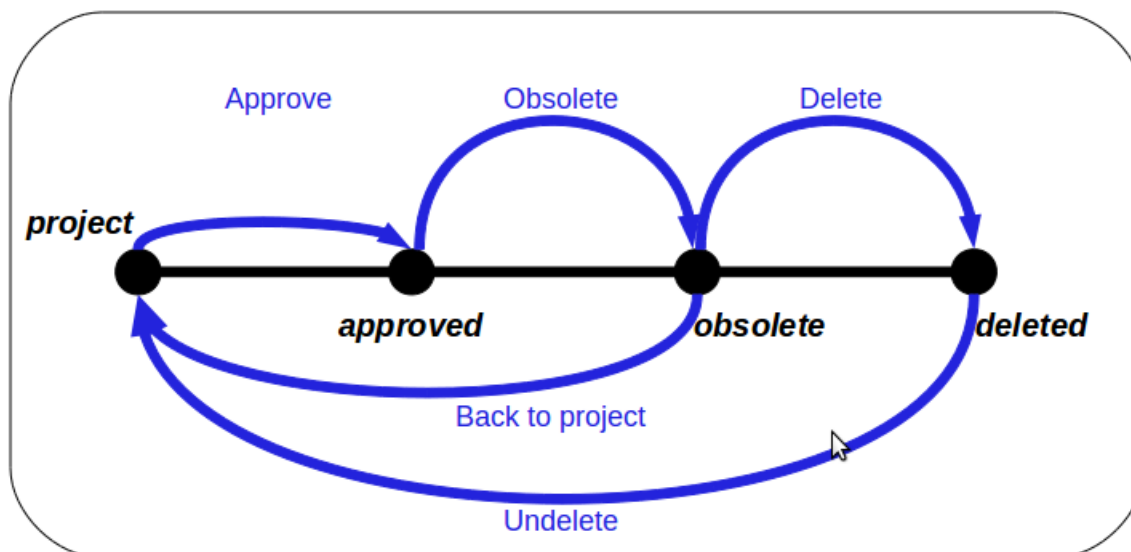 Approve
Obsolete
Delete
project
approved
obsolete
deleted
Back to project
Undelete